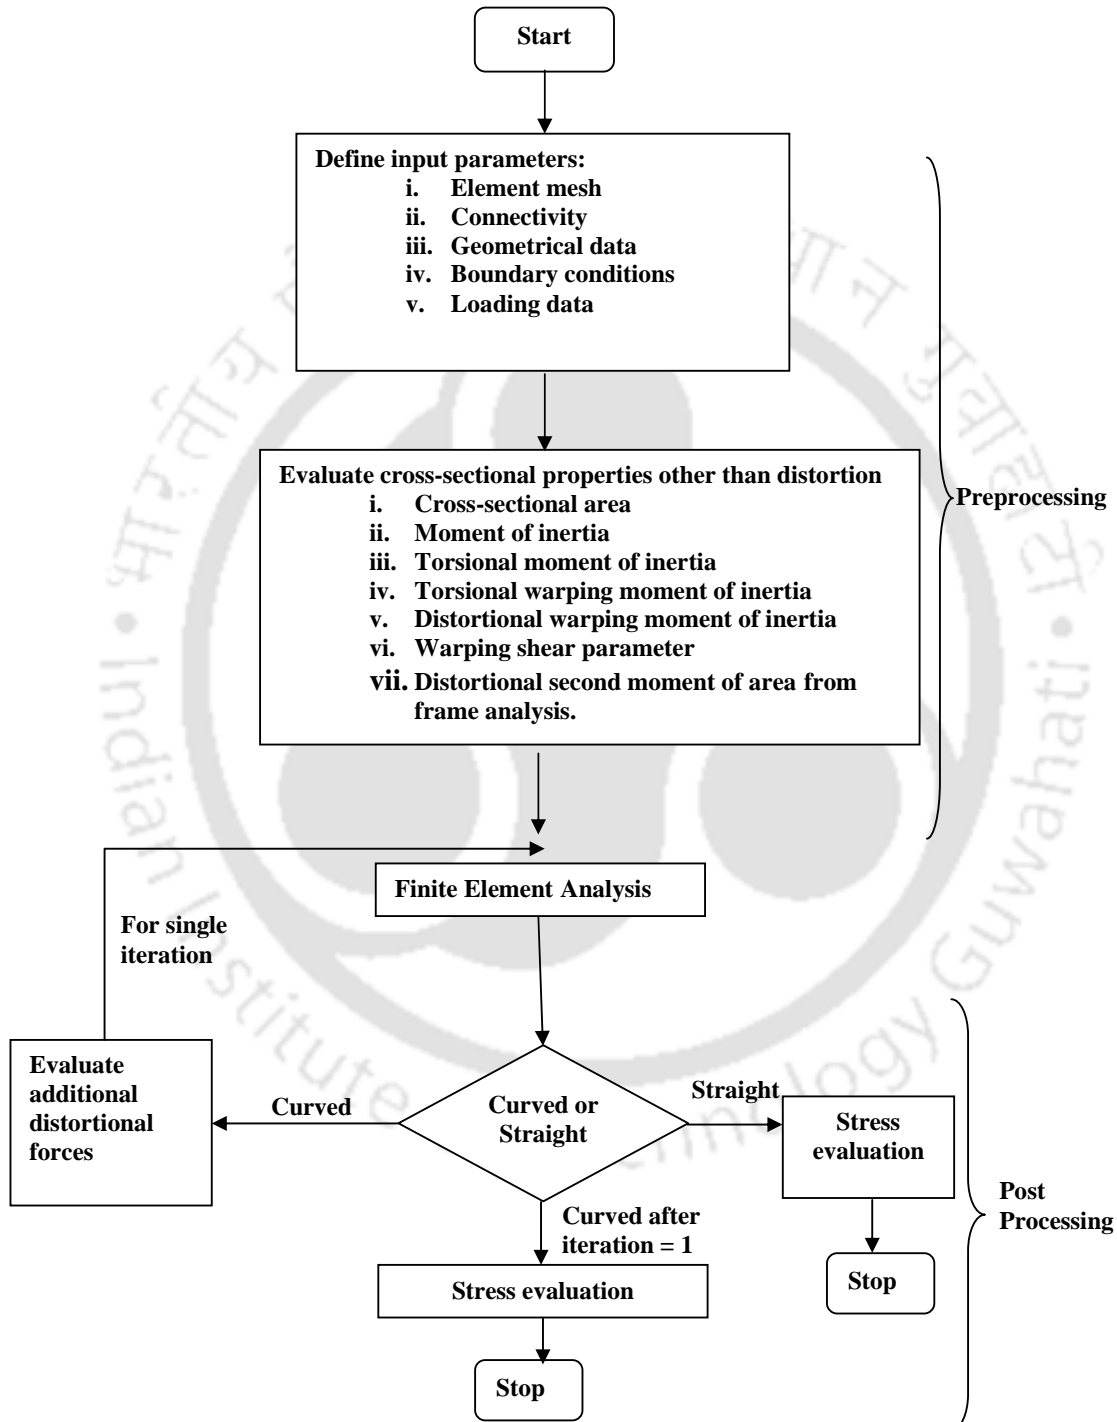 Start
Define input parameters:
i. Element mesh
ii. Connectivity
iii. Geometrical data
iv. Boundary conditions
v. Loading data
Evaluate cross-sectional properties other than distortion
i. Cross-sectional area
ii. Moment of inertia
iii. Torsional moment of inertia
iv. Torsional warping moment of inertia
v. Distortional warping moment of inertia
vi. Warping shear parameter
vii. Distortional second moment of area from
frame analysis.
Preprocessing
Finite Element Analysis
For single
iteration
Evaluate
additional
distortional
forces
Curved
Curved or
Straight
Straight
Stress
evaluation
Stop
Curved after
iteration = 1
Stress evaluation
Stop
Post
Processing
Indian Institute
Guwahati